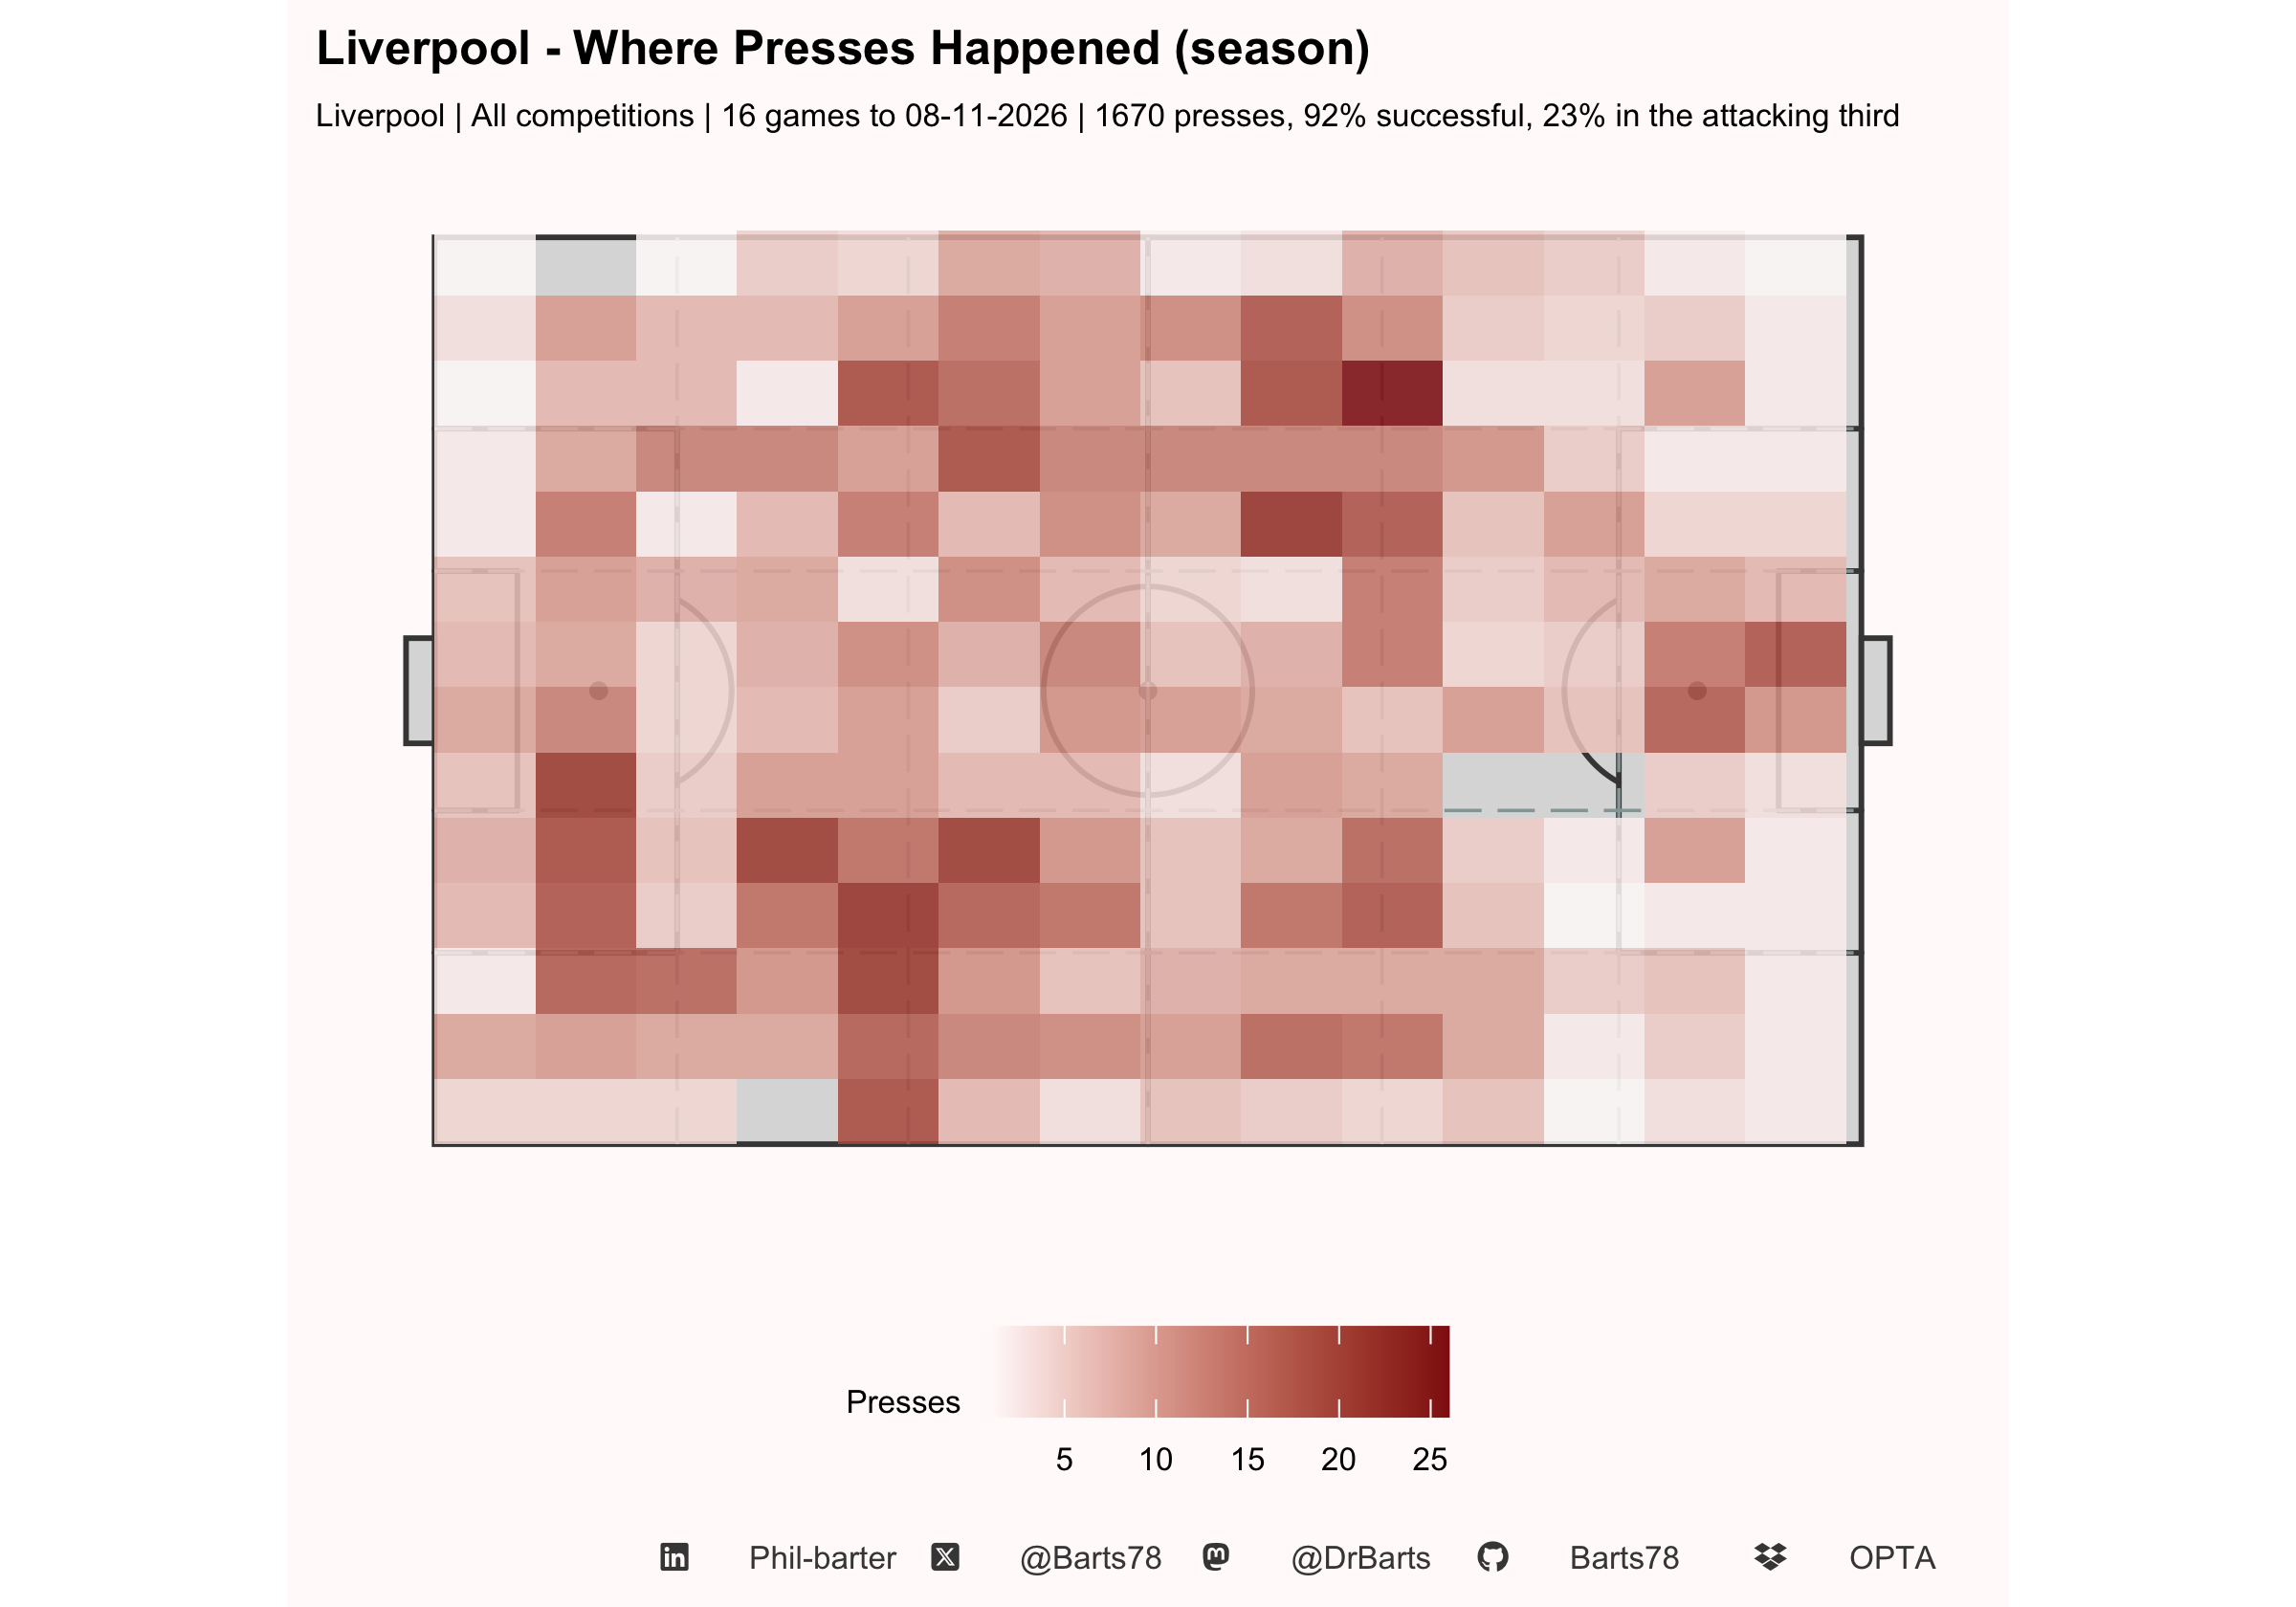 Liverpool - Where Presses Happened (season)
Liverpool | All competitions | 16 games to 08-11-2026 | 1670 presses, 92% successful, 23% in the attacking third
Presses
5 10 15 20 25
Phil-barter @Barts78 @DrBarts Barts78 OPTA